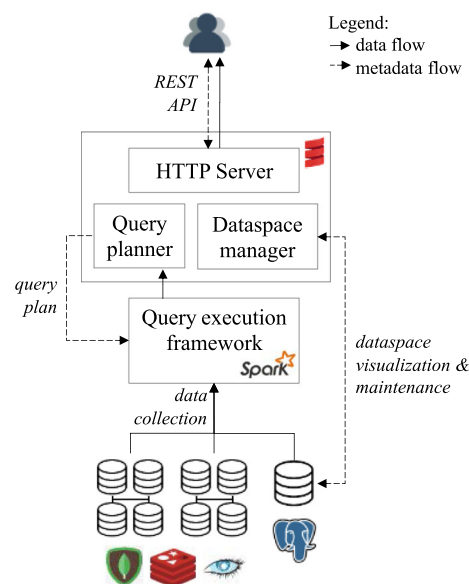 Legend:
data flow
metadata flow
REST
API
HTTP Server
Query
planner
Dataspace
manager
query
plan
Query execution
framework
Spark
dataspace
visualization &
maintenance
data
collection